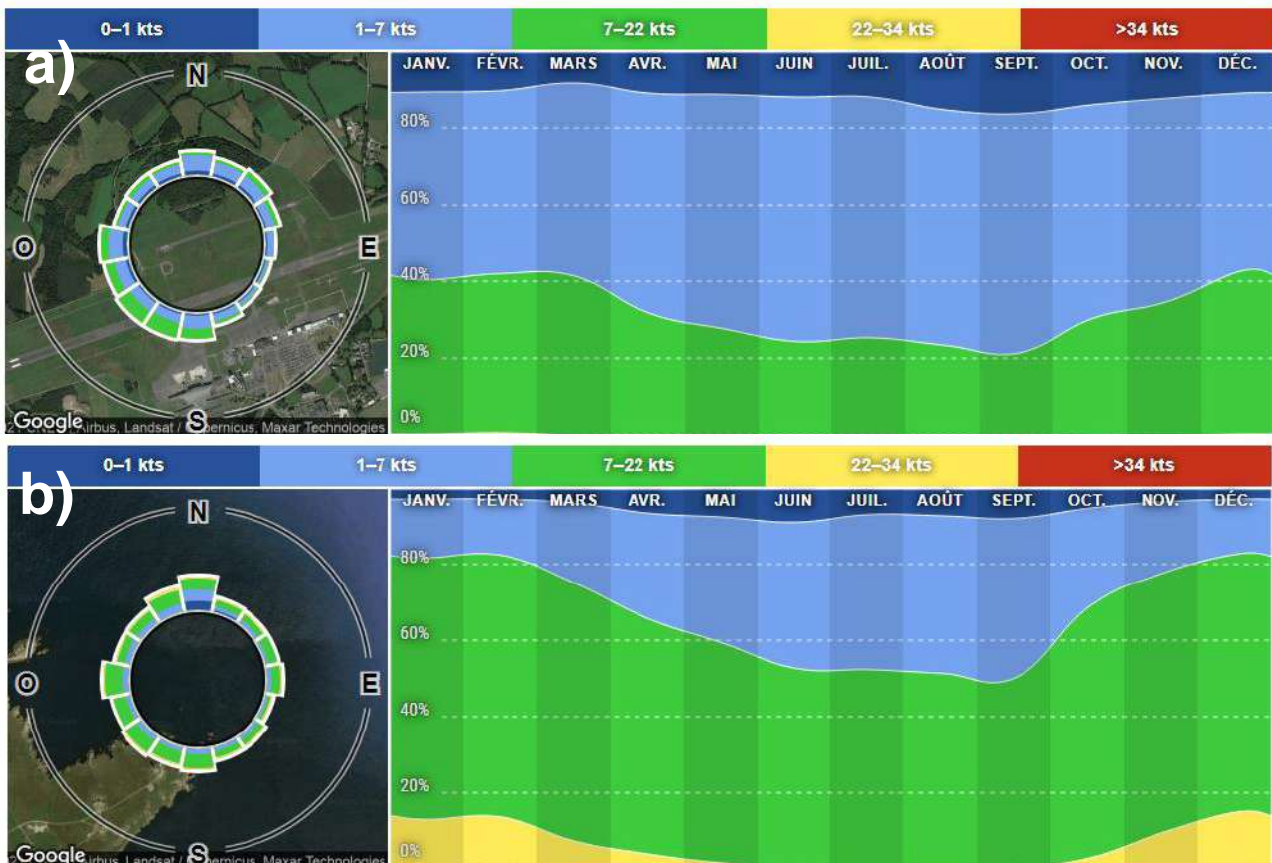 0–1 kts 1–7 kts 7–22 kts 22–34 kts >34 kts
a)
JANV. FÉVR. MARS AVR. MAI JUIN JUIL. AOÛT SEPT. OCT. NOV. DÉC.
N
80%
60%
O E
40%
20%
0%
S
Google
Airbus, Landsat / Maxar Technologies
0–1 kts 1–7 kts 7–22 kts 22–34 kts >34 kts
b)
JANV. FÉVR. MARS AVR. MAI JUIN JUIL. AOÛT SEPT. OCT. NOV. DÉC.
N
80%
60%
O E
40%
20%
0%
S
Google
Airbus, Landsat / Maxar Technologies